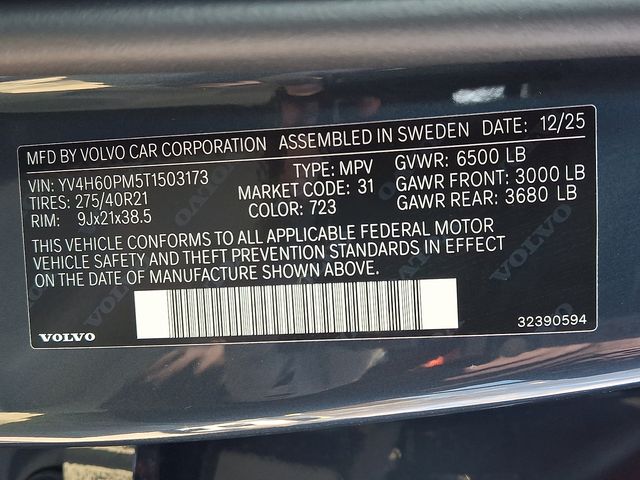 MFD BY VOLVO CAR CORPORATION ASSEMBLED IN SWEDEN DATE: 12/25
VIN: YV4H60PM5T1503173 TYPE: MPV GVWR: 6500 LB
TIRES: 275/40R21 MARKET CODE: 31 GAWR FRONT: 3000 LB
RIM: 9Jx21x38.5 COLOR: 723 GAWR REAR: 3680 LB
THIS VEHICLE CONFORMS TO ALL APPLICABLE FEDERAL MOTOR
VEHICLE SAFETY AND THEFT PREVENTION STANDARDS IN EFFECT
ON THE DATE OF MANUFACTURE SHOWN ABOVE.
VOLVO 32390594